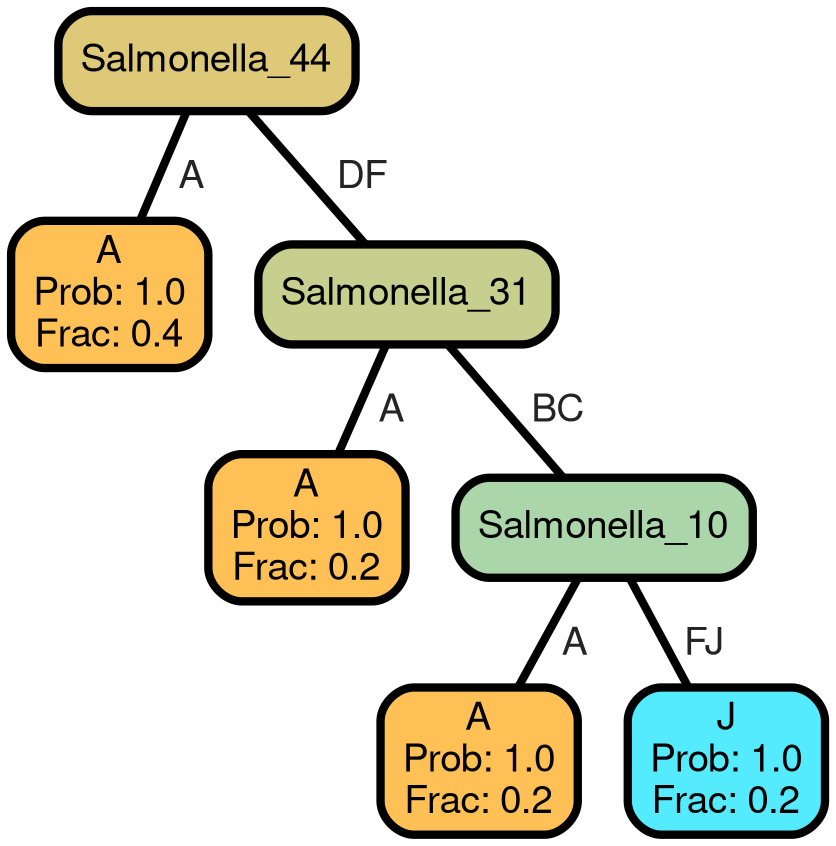 Salmonella_44
A
DF
A
Prob: 1.0
Frac: 0.4
Salmonella_31
A
BC
A
Prob: 1.0
Frac: 0.2
Salmonella_10
A
FJ
A
Prob: 1.0
Frac: 0.2
J
Prob: 1.0
Frac: 0.2